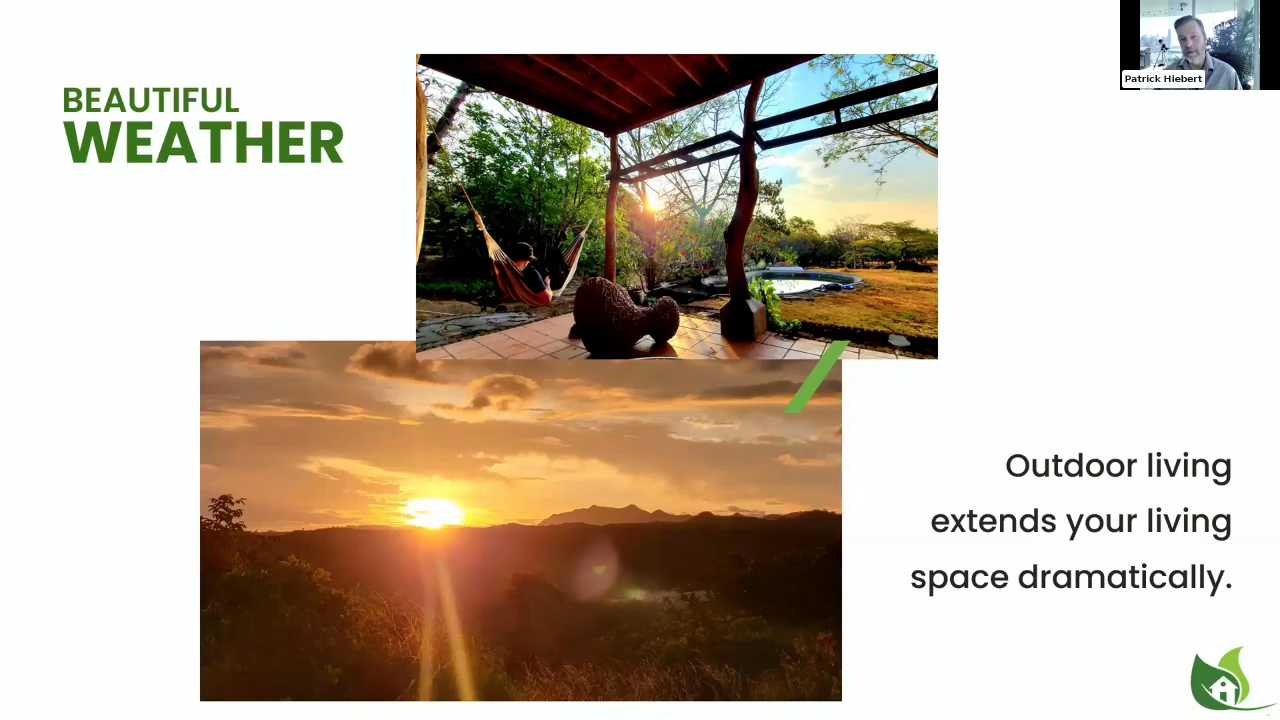 Patrick Hiebert
BEAUTIFUL
WEATHER
Outdoor living
extends your living
space dramatically.